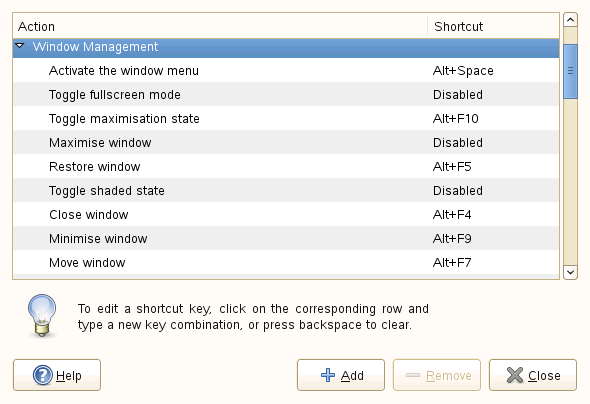 Action Shortcut
Window Management
Activate the window menu Alt+Space
Toggle fullscreen mode Disabled
Toggle maximisation state Alt+F10
Maximise window Disabled
Restore window Alt+F5
Toggle shaded state Disabled
Close window Alt+F4
Minimise window Alt+F9
Move window Alt+F7
To edit a shortcut key, click on the corresponding row and
type a new key combination, or press backspace to clear.
Help Add Remove Close